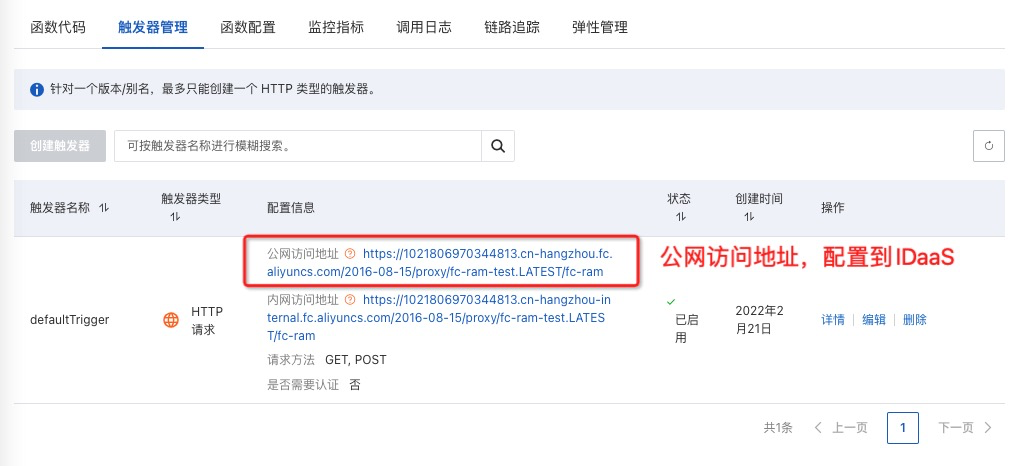 函数代码 触发器管理 函数配置 监控指标 调用日志 链路追踪 弹性管理
针对一个版本/别名，最多只能创建一个 HTTP 类型的触发器。
创建触发器 可按触发器名称进行模糊搜索。
触发器名称 触发器类型 配置信息 状态 创建时间 操作
公网访问地址 https://1021806970344813.cn-hangzhou.fc.
aliyuncs.com/2016-08-15/proxy/fc-ram-test.LATEST/fc-ram
公网访问地址，配置到IDaaS
内网访问地址 https://1021806970344813.cn-hangzhou-in
ternal.fc.aliyuncs.com/2016-08-15/proxy/fc-ram-test.LATES
T/fc-ram
defaultTrigger
HTTP
请求
已启
用
2022年2
月21日
详情 编辑 删除
请求方法 GET, POST
是否需要认证 否
共1条 上一页 1 下一页